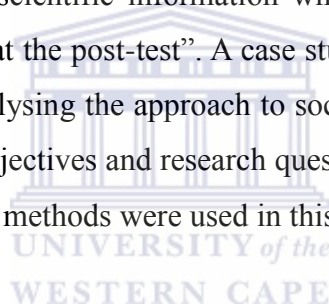 scientific information wi
at the post-test”. A case stu
lysing the approach to soc
jectives and research ques
methods were used in this
UNIVERSITY of the
WESTERN CAPE